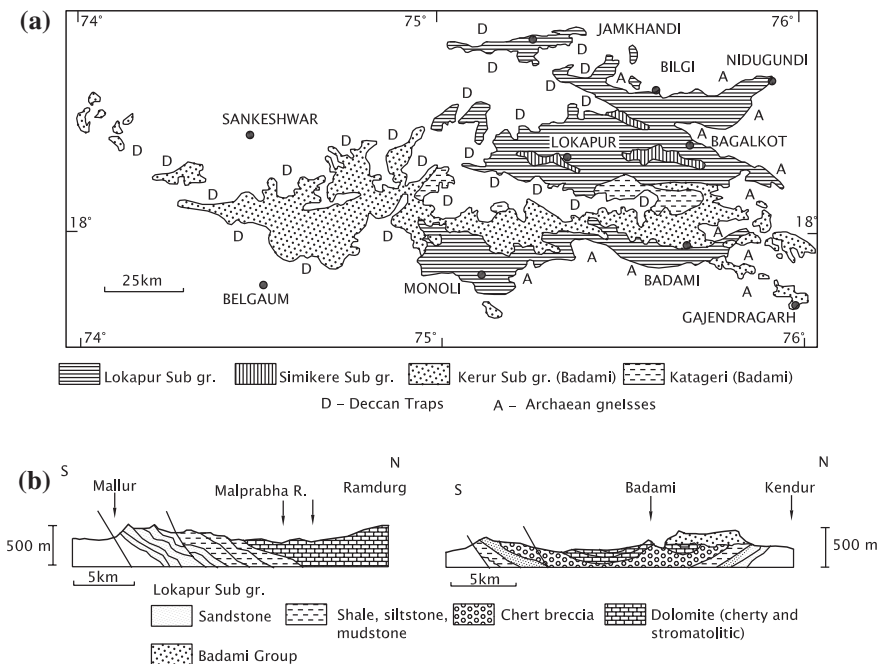 (a)
74° 75° 76°
JAMKHANDI
D
D
D D
D
BILGI
NIDUGUNDI
D
A
A
D
D
D
A
SANKESHWAR
D
D
LOKAPUR
A
BAGALKOT
D
D
D
D
D
D
A
D
D
D
A
18° 18°
D
D
D
A
D
25km
A
A
A
A
A
BELGAUM
MONOLI
BADAMI
GAJENDRAGARH
74° 75° 76°
Lokapur Sub gr. Simikere Sub gr. Kerur Sub gr. (Badami) Katageri (Badami)
D – Deccan Traps A – Archaean gneisses
(b)
S N
Mallur Malprabha R. Ramdurg
500 m
5km
S N
Badami Kendur
500 m
5km
Lokapur Sub gr.
Sandstone Shale, siltstone, mudstone Chert breccia Dolomite (cherty and stromatolitic)
Badami Group